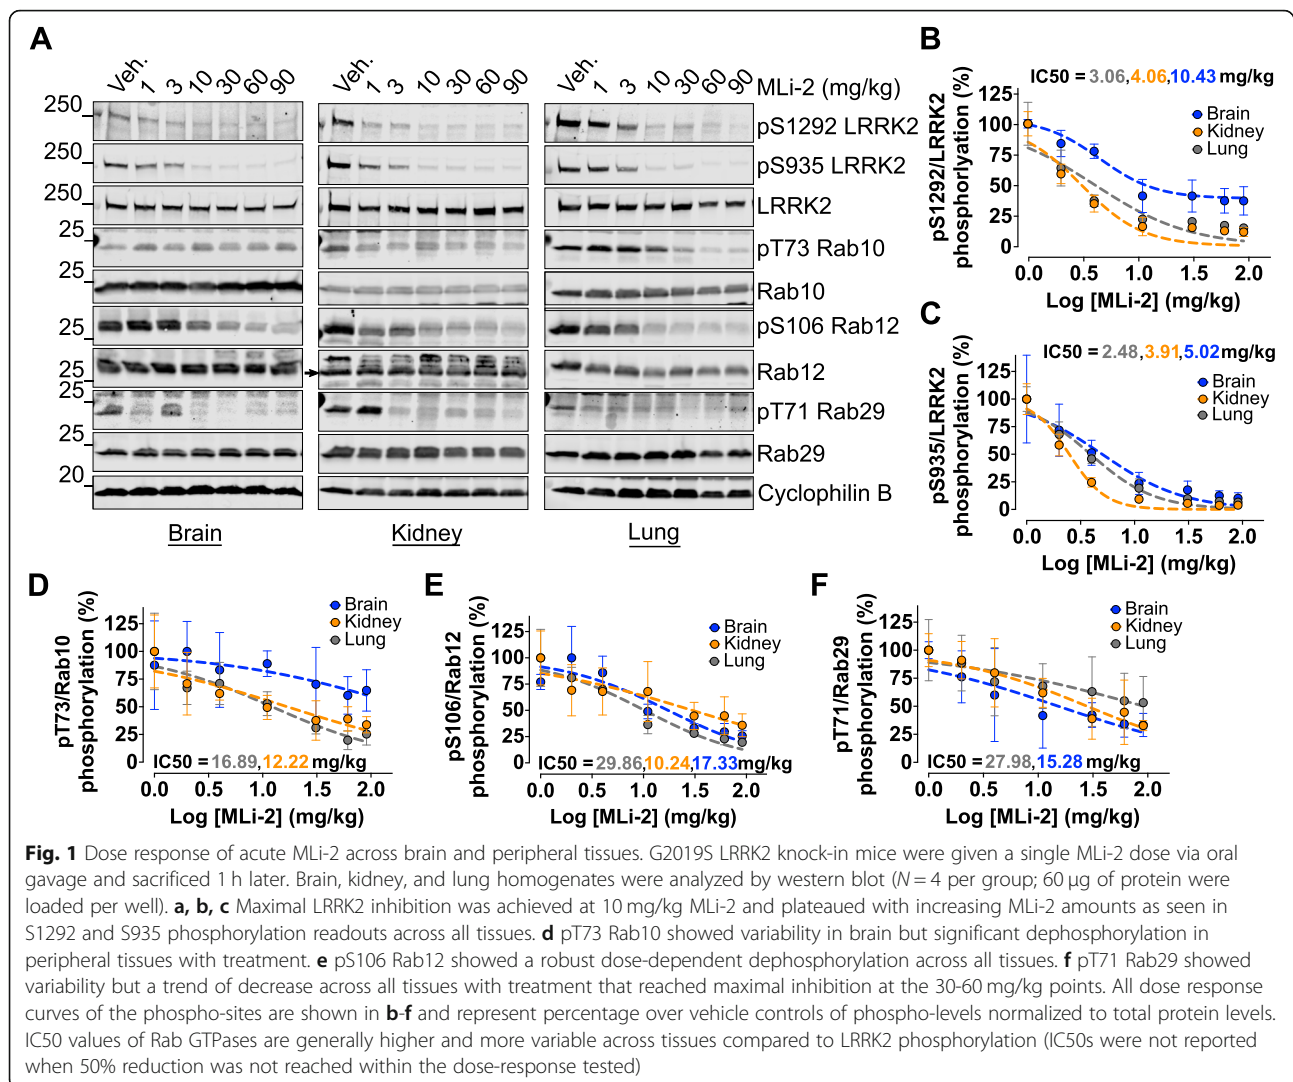 A
Veh. 1 3 10 30 60 90 Veh. 1 3 10 30 60 90 Veh. 1 3 10 30 60 90 MLi-2 (mg/kg)
250 pS1292 LRRK2
250 pS935 LRRK2
250 LRRK2
25 pT73 Rab10
25 Rab10
25 pS106 Rab12
25 Rab12
25 pT71 Rab29
25 Rab29
20 Cyclophilin B
Brain Kidney Lung
B
IC50 = 3.06,4.06,10.43 mg/kg
pS1292/LRRK2
phosphorlyation (%)
125
100
75
50
25
0
Brain
Kidney
Lung
0.0 0.5 1.0 1.5 2.0
Log [MLi-2] (mg/kg)
C
IC50 = 2.48,3.91,5.02mg/kg
pS935/LRRK2
phosphorylation (%)
125
100
75
50
25
0
Brain
Kidney
Lung
0.0 0.5 1.0 1.5 2.0
Log [MLi-2] (mg/kg)
D
pT73/Rab10
phosphorylation (%)
125
100
75
50
25
0
Brain
Kidney
Lung
IC50 = 16.89,12.22 mg/kg
0.0 0.5 1.0 1.5 2.0
Log [MLi-2] (mg/kg)
E
pS106/Rab12
phosphorylation (%)
125
100
75
50
25
0
Brain
Kidney
Lung
IC50 = 29.86,10.24,17.33mg/kg
0.0 0.5 1.0 1.5 2.0
Log [MLi-2] (mg/kg)
F
pT71/Rab29
phosphorylation (%)
125
100
75
50
25
0
Brain
Kidney
Lung
IC50 = 27.98,15.28 mg/kg
0.0 0.5 1.0 1.5 2.0
Log [MLi-2] (mg/kg)
Fig. 1 Dose response of acute MLi-2 across brain and peripheral tissues. G2019S LRRK2 knock-in mice were given a single MLi-2 dose via oral
gavage and sacrificed 1 h later. Brain, kidney, and lung homogenates were analyzed by western blot (N = 4 per group; 60 μg of protein were
loaded per well). a, b, c Maximal LRRK2 inhibition was achieved at 10 mg/kg MLi-2 and plateaued with increasing MLi-2 amounts as seen in
S1292 and S935 phosphorylation readouts across all tissues. d pT73 Rab10 showed variability in brain but significant dephosphorylation in
peripheral tissues with treatment. e pS106 Rab12 showed a robust dose-dependent dephosphorylation across all tissues. f pT71 Rab29 showed
variability but a trend of decrease across all tissues with treatment that reached maximal inhibition at the 30-60 mg/kg points. All dose response
curves of the phospho-sites are shown in b-f and represent percentage over vehicle controls of phospho-levels normalized to total protein levels.
IC50 values of Rab GTPases are generally higher and more variable across tissues compared to LRRK2 phosphorylation (IC50s were not reported
when 50% reduction was not reached within the dose-response tested)